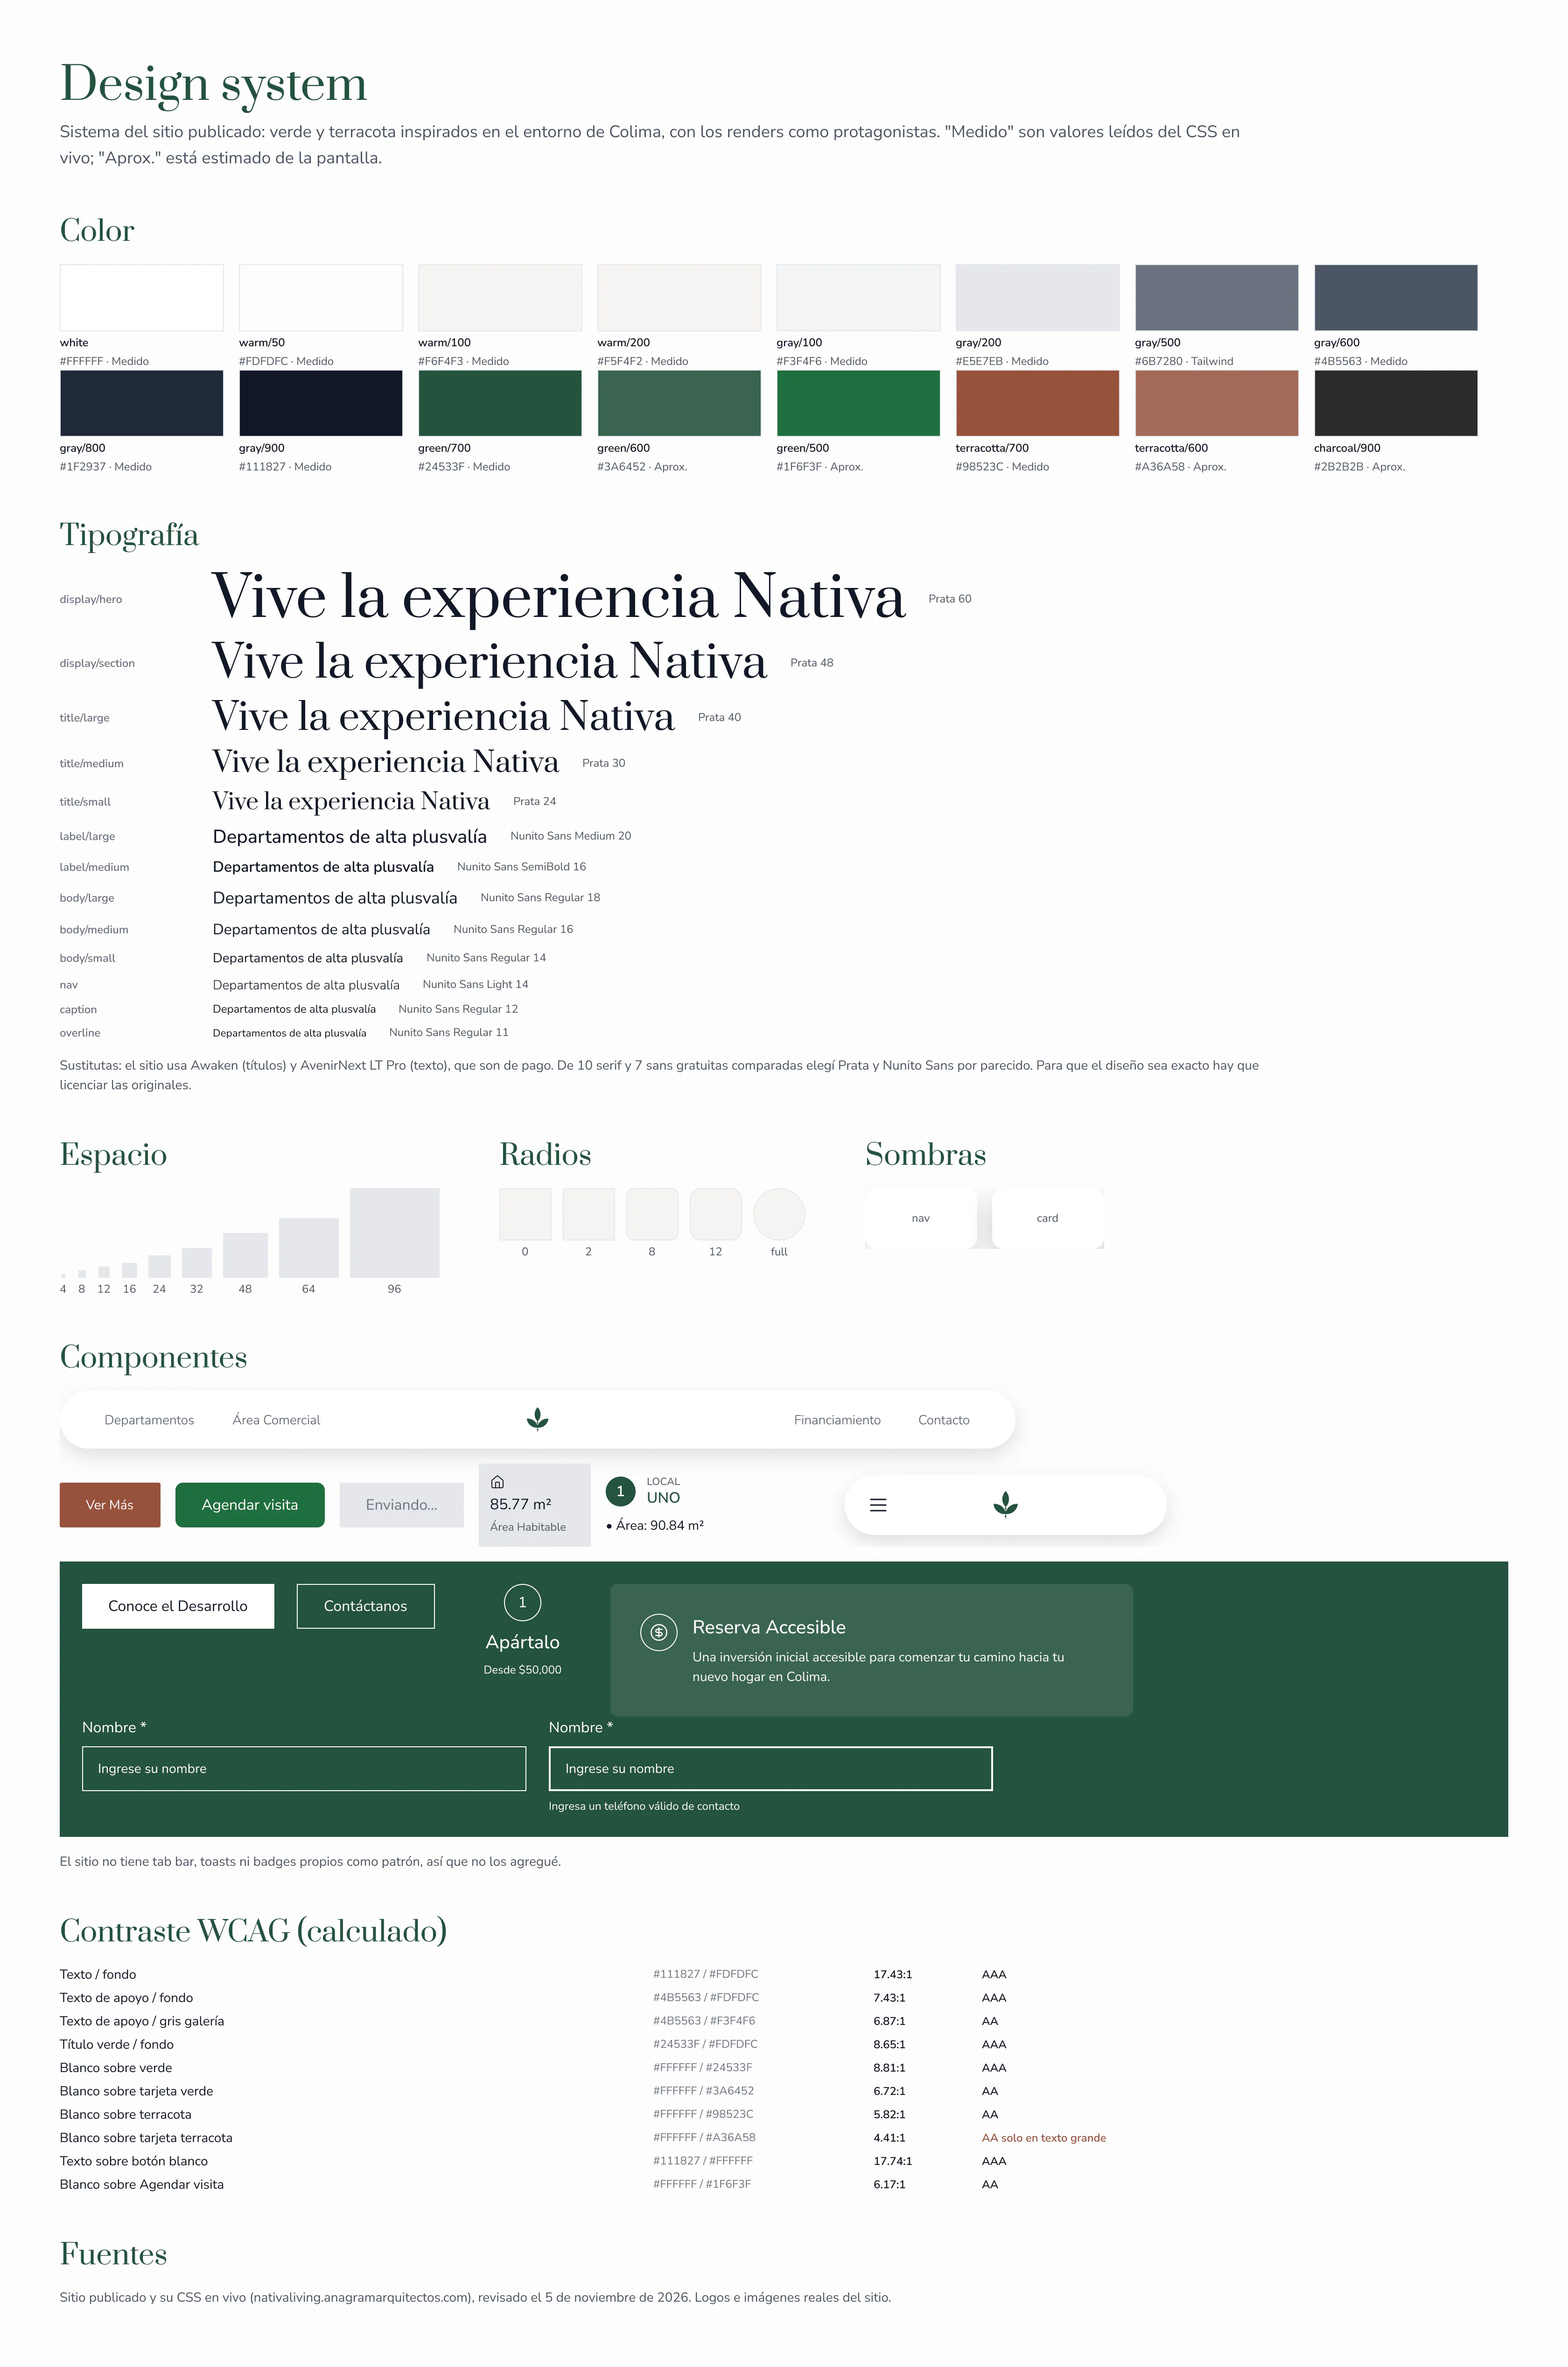 Design system
Sistema del sitio publicado: verde y terracota inspirados en el entorno de Colima, con los renders como protagonistas. "Medido" son valores leídos del CSS en
vivo; "Aprox." está estimado de la pantalla.
Color
white
#FFFFFF · Medido
warm/50
#FDFDFC · Medido
warm/100
#F6F4F3 · Medido
warm/200
#F5F4F2 · Medido
gray/100
#F3F4F6 · Medido
gray/200
#E5E7EB · Medido
gray/500
#6B7280 · Tailwind
gray/600
#4B5563 · Medido
gray/800
#1F2937 · Medido
gray/900
#111827 · Medido
green/700
#24533F · Medido
green/600
#3A6452 · Aprox.
green/500
#1F6F3F · Aprox.
terracotta/700
#98523C · Medido
terracotta/600
#A36A58 · Aprox.
charcoal/900
#2B2B2B · Aprox.
Tipografía
display/hero Vive la experiencia Nativa Prata 60
display/section Vive la experiencia Nativa Prata 48
title/large Vive la experiencia Nativa Prata 40
title/medium Vive la experiencia Nativa Prata 30
title/small Vive la experiencia Nativa Prata 24
label/large Departamentos de alta plusvalía Nunito Sans Medium 20
label/medium Departamentos de alta plusvalía Nunito Sans SemiBold 16
body/large Departamentos de alta plusvalía Nunito Sans Regular 18
body/medium Departamentos de alta plusvalía Nunito Sans Regular 16
body/small Departamentos de alta plusvalía Nunito Sans Regular 14
nav Departamentos de alta plusvalía Nunito Sans Light 14
caption Departamentos de alta plusvalía Nunito Sans Regular 12
overline Departamentos de alta plusvalía Nunito Sans Regular 11
Sustitutas: el sitio usa Awaken (títulos) y AvenirNext LT Pro (texto), que son de pago. De 10 serif y 7 sans gratuitas comparadas elegí Prata y Nunito Sans por parecido. Para que el diseño sea exacto hay que
licenciar las originales.
Espacio
4 8 12 16 24 32 48 64 96
Radios
0 2 8 12 full
Sombras
nav card
Componentes
Departamentos Área Comercial Financiamiento Contacto
Ver Más
Agendar visita
Enviando...
85.77 m²
Área Habitable
1
LOCAL
UNO
• Área: 90.84 m²
Conoce el Desarrollo
Contáctanos
1
Apártalo
Desde $50,000
$
Reserva Accesible
Una inversión inicial accesible para comenzar tu camino hacia tu
nuevo hogar en Colima.
Nombre *
Ingrese su nombre
Nombre *
Ingrese su nombre
Ingresa un teléfono válido de contacto
El sitio no tiene tab bar, toasts ni badges propios como patrón, así que no los agregué.
Contraste WCAG (calculado)
Texto / fondo #111827 / #FDFDFC 17.43:1 AAA
Texto de apoyo / fondo #4B5563 / #FDFDFC 7.43:1 AAA
Texto de apoyo / gris galería #4B5563 / #F3F4F6 6.87:1 AA
Título verde / fondo #24533F / #FDFDFC 8.65:1 AAA
Blanco sobre verde #FFFFFF / #24533F 8.81:1 AAA
Blanco sobre tarjeta verde #FFFFFF / #3A6452 6.72:1 AA
Blanco sobre terracota #FFFFFF / #98523C 5.82:1 AA
Blanco sobre tarjeta terracota #FFFFFF / #A36A58 4.41:1 AA solo en texto grande
Texto sobre botón blanco #111827 / #FFFFFF 17.74:1 AAA
Blanco sobre Agendar visita #FFFFFF / #1F6F3F 6.17:1 AA
Fuentes
Sitio publicado y su CSS en vivo (nativaliving.anagramarquitectos.com), revisado el 5 de noviembre de 2026. Logos e imágenes reales del sitio.